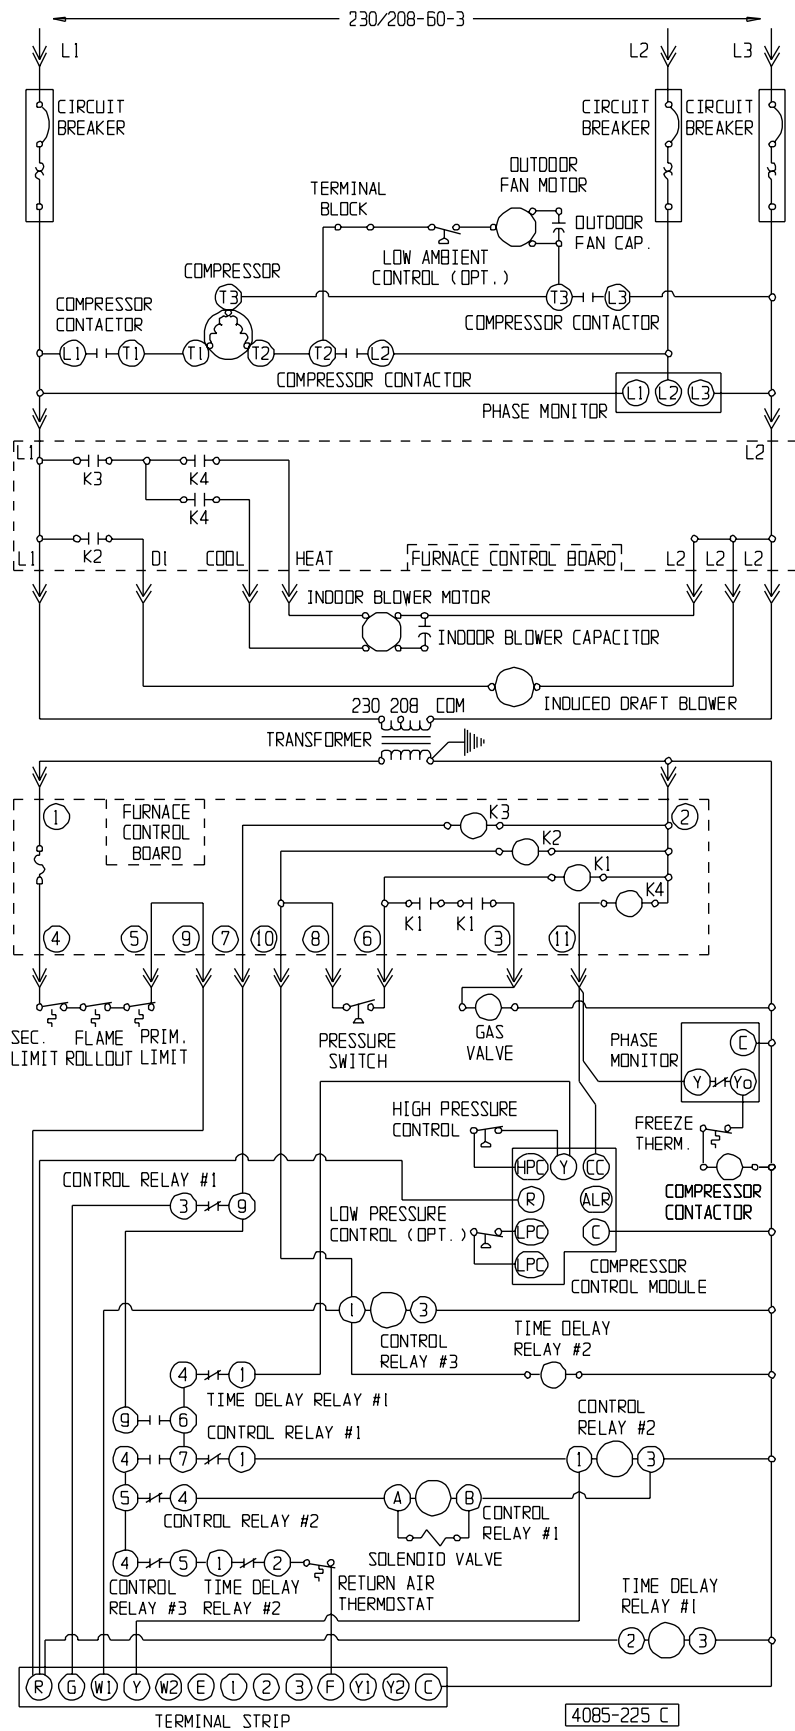 230/208-60-3
L1
L2
L3
CIRCUIT
BREAKER
CIRCUIT
BREAKER
CIRCUIT
BREAKER
OUTDOOR
FAN MOTOR
TERMINAL
BLOCK
OUTDOOR
FAN CAP.
LOW AMBIENT
CONTROL (OPT.)
COMPRESSOR
T3
T3
L3
COMPRESSOR
CONTACTOR
COMPRESSOR CONTACTOR
L1
T1
T1
T2
T2
L2
COMPRESSOR CONTACTOR
L1
L2
L3
PHASE MONITOR
L1
L2
K3
K4
K4
K2
L1
O1
COOL
HEAT
FURNACE CONTROL BOARD
L2
L2
L2
INDOOR BLOWER MOTOR
INDOOR BLOWER CAPACITOR
INDUCED DRAFT BLOWER
230 208 COM
TRANSFORMER
1
FURNACE
CONTROL
BOARD
K3
2
K2
K1
K4
K1
K1
4
5
9
7
10
8
6
3
11
SEC.
LIMIT
FLAME
ROLLOUT
PRIM.
LIMIT
PRESSURE
SWITCH
GAS
VALVE
PHASE
MONITOR
C
Y
Yo
HIGH PRESSURE
CONTROL
FREEZE
THERM.
HPC
Y
CC
CONTROL RELAY #1
COMPRESSOR
CONTACTOR
3
9
R
ALR
LOW PRESSURE
CONTROL (OPT.)
LPC
C
LPC
COMPRESSOR
CONTROL MODULE
1
3
CONTROL
RELAY #3
TIME DELAY
RELAY #2
4
1
TIME DELAY RELAY #1
9
6
CONTROL RELAY #1
CONTROL
RELAY #2
4
7
1
1
3
5
4
A
B
CONTROL RELAY #2
CONTROL
RELAY #1
SOLENOID VALVE
4
5
1
2
CONTROL
RELAY #3
TIME DELAY
RELAY #2
RETURN AIR
THERMOSTAT
TIME DELAY
RELAY #1
2
3
R
G
W1
Y
W2
E
1
2
3
F
Y1
Y2
C
TERMINAL STRIP
4085-225 C